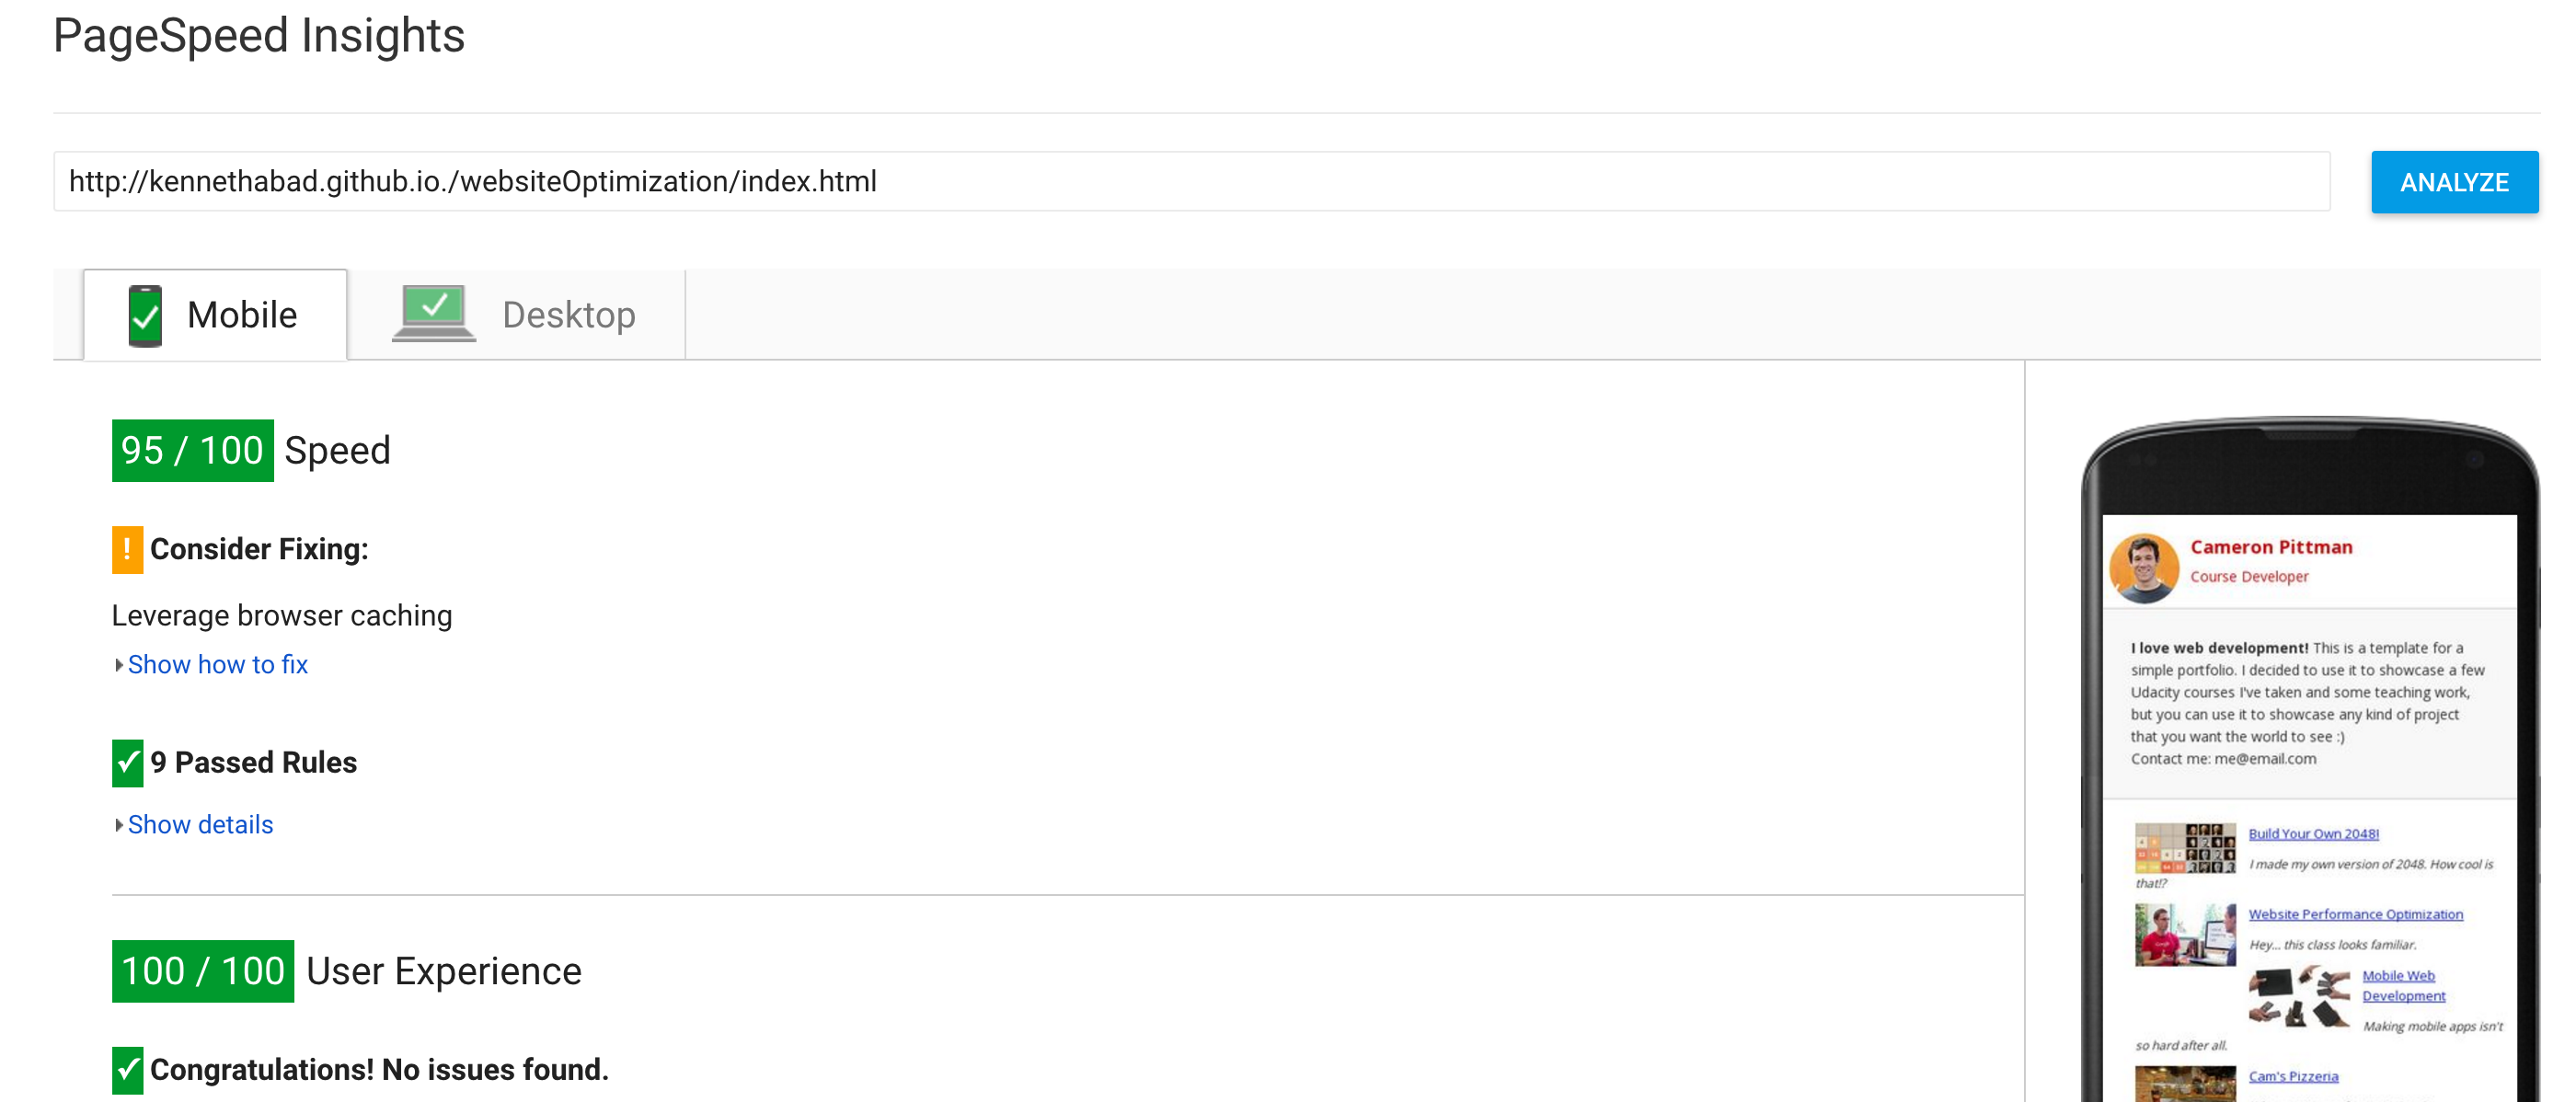 PageSpeed Insights
http://kennethabad.github.io./websiteOptimization/index.html
ANALYZE
Mobile
Desktop
95 / 100 Speed
! Consider Fixing:
Leverage browser caching
Show how to fix
9 Passed Rules
Show details
100 / 100 User Experience
Congratulations! No issues found.
Cameron Pittman
Course Developer
I love web development! This is a template for a
simple portfolio. I decided to use it to showcase a few
Udacity courses I've taken and some teaching work,
but you can use it to showcase any kind of project
that you want the world to see :)
Contact me: me@email.com
Build Your Own 2048!
I made my own version of 2048. How cool is
that!?
Website Performance Optimization
Hey... this class looks familiar.
Mobile Web
Development
Making mobile apps isn't
so hard after all.
Cam's Pizzeria